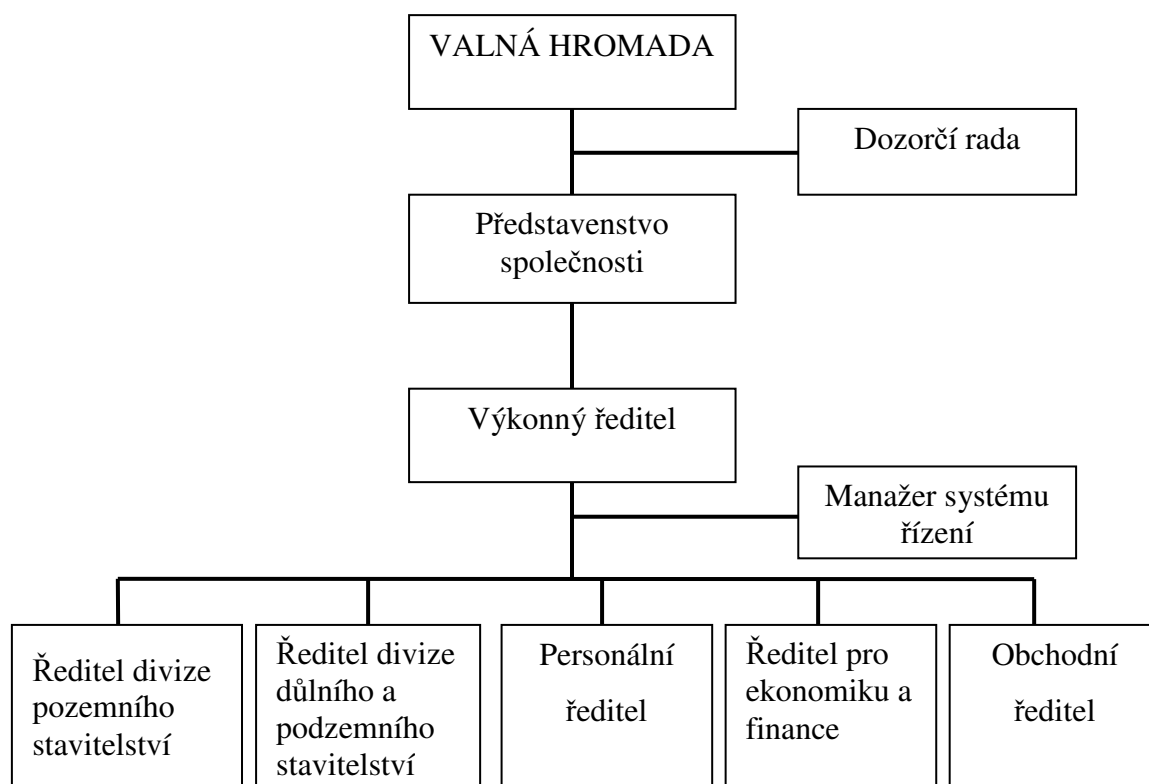 VALNÁ HROMADA
Dozorčí rada
Představenstvo
společnosti
Výkonný ředitel
Manažer systému
řízení
Ředitel divize
pozemního
stavitelství
Ředitel divize
důlního a
podzemního
stavitelství
Personální
ředitel
Ředitel pro
ekonomiku a
finance
Obchodní
ředitel